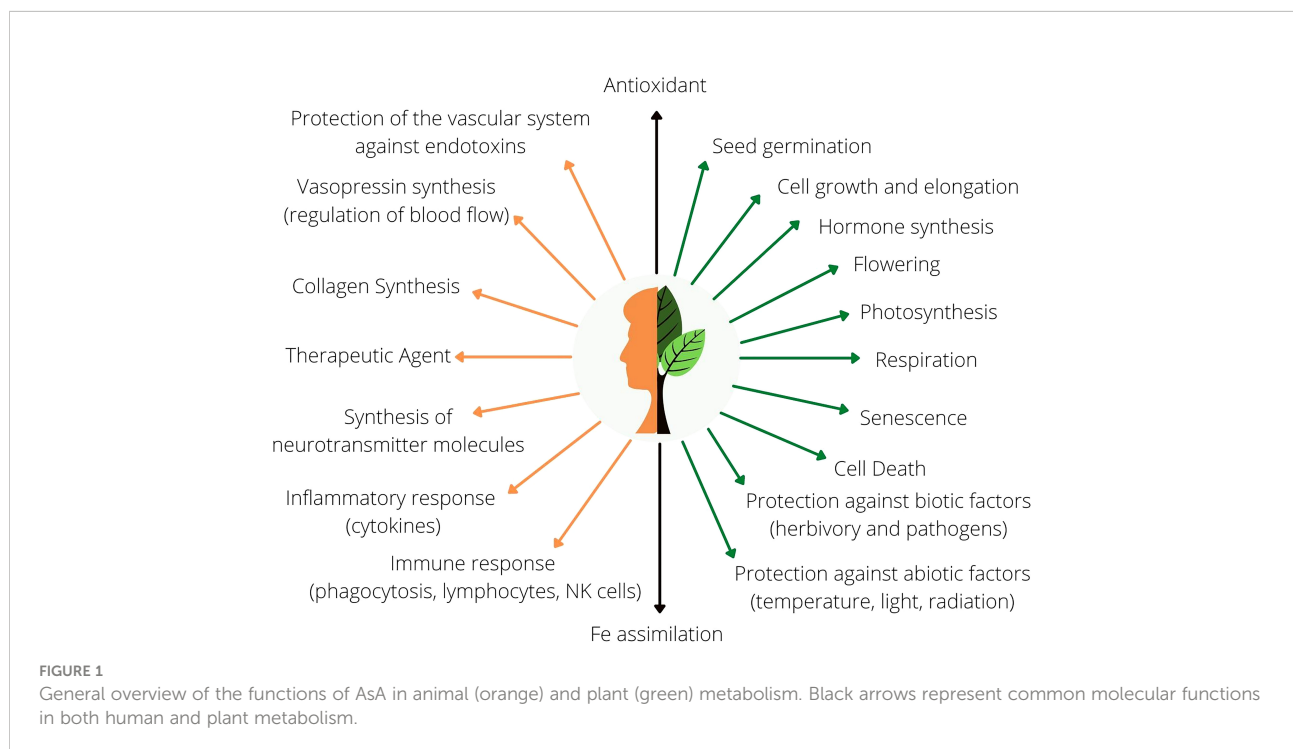 Antioxidant
Protection of the vascular system
against endotoxins
Vasopressin synthesis
(regulation of blood flow)
Collagen Synthesis
Therapeutic Agent
Synthesis of
neurotransmitter molecules
Inflammatory response
(cytokines)
Immune response
(phagocytosis, lymphocytes, NK cells)
Seed germination
Cell growth and elongation
Hormone synthesis
Flowering
Photosynthesis
Respiration
Senescence
Cell Death
Protection against biotic factors
(herbivory and pathogens)
Protection against abiotic factors
(temperature, light, radiation)
Fe assimilation
FIGURE 1
General overview of the functions of AsA in animal (orange) and plant (green) metabolism. Black arrows represent common molecular functions
in both human and plant metabolism.